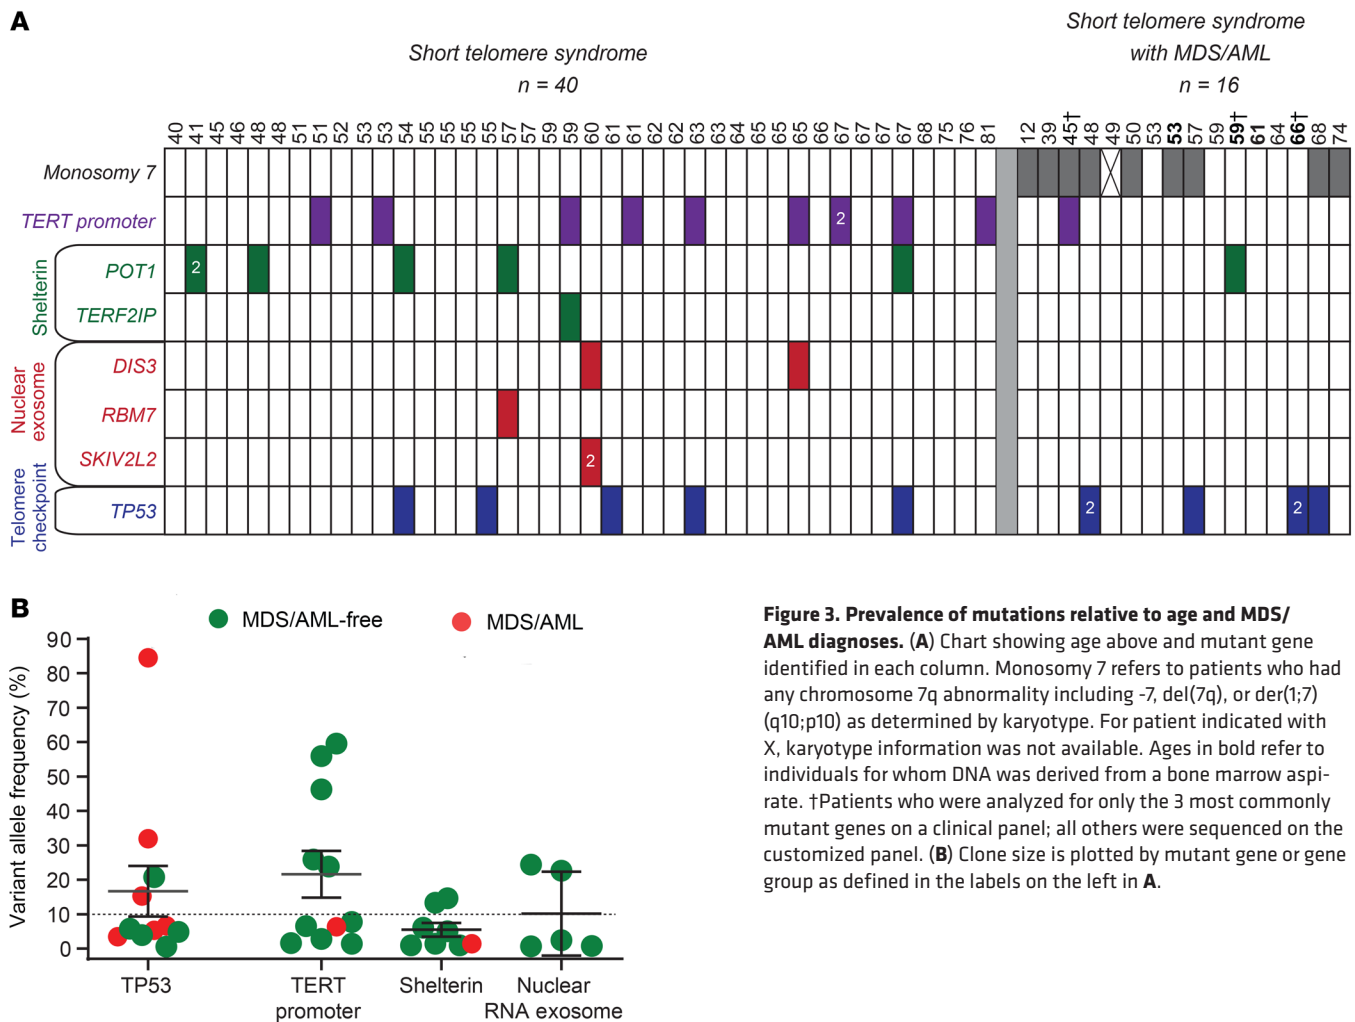 A
Short telomere syndrome
n = 40
Short telomere syndrome
with MDS/AML
n = 16
40 41 45 46 48 48 51 51 52 53 53 54 55 55 55 55 57 57 59 59 60 61 61 62 62 63 63 64 65 65 65 66 67 67 67 67 68 75 76 81
12 39 45† 48 49 50 53 53 57 59 59† 61 64 66† 68 74
Monosomy 7
TERT promoter
2
Shelterin
POT1
2
TERF2IP
Nuclear
exosome
DIS3
RBM7
SKIV2L2
2
Telomere
checkpoint
TP53
2 2
B
MDS/AML-free
MDS/AML
Variant allele frequency (%)
90
80
70
60
50
40
30
20
10
0
TP53
TERT
promoter
Shelterin
Nuclear
RNA exosome
Figure 3. Prevalence of mutations relative to age and MDS/
AML diagnoses. (A) Chart showing age above and mutant gene
identified in each column. Monosomy 7 refers to patients who had
any chromosome 7q abnormality including -7, del(7q), or der(1;7)
(q10;p10) as determined by karyotype. For patient indicated with
X, karyotype information was not available. Ages in bold refer to
individuals for whom DNA was derived from a bone marrow aspi-
rate. †Patients who were analyzed for only the 3 most commonly
mutant genes on a clinical panel; all others were sequenced on the
customized panel. (B) Clone size is plotted by mutant gene or gene
group as defined in the labels on the left in A.